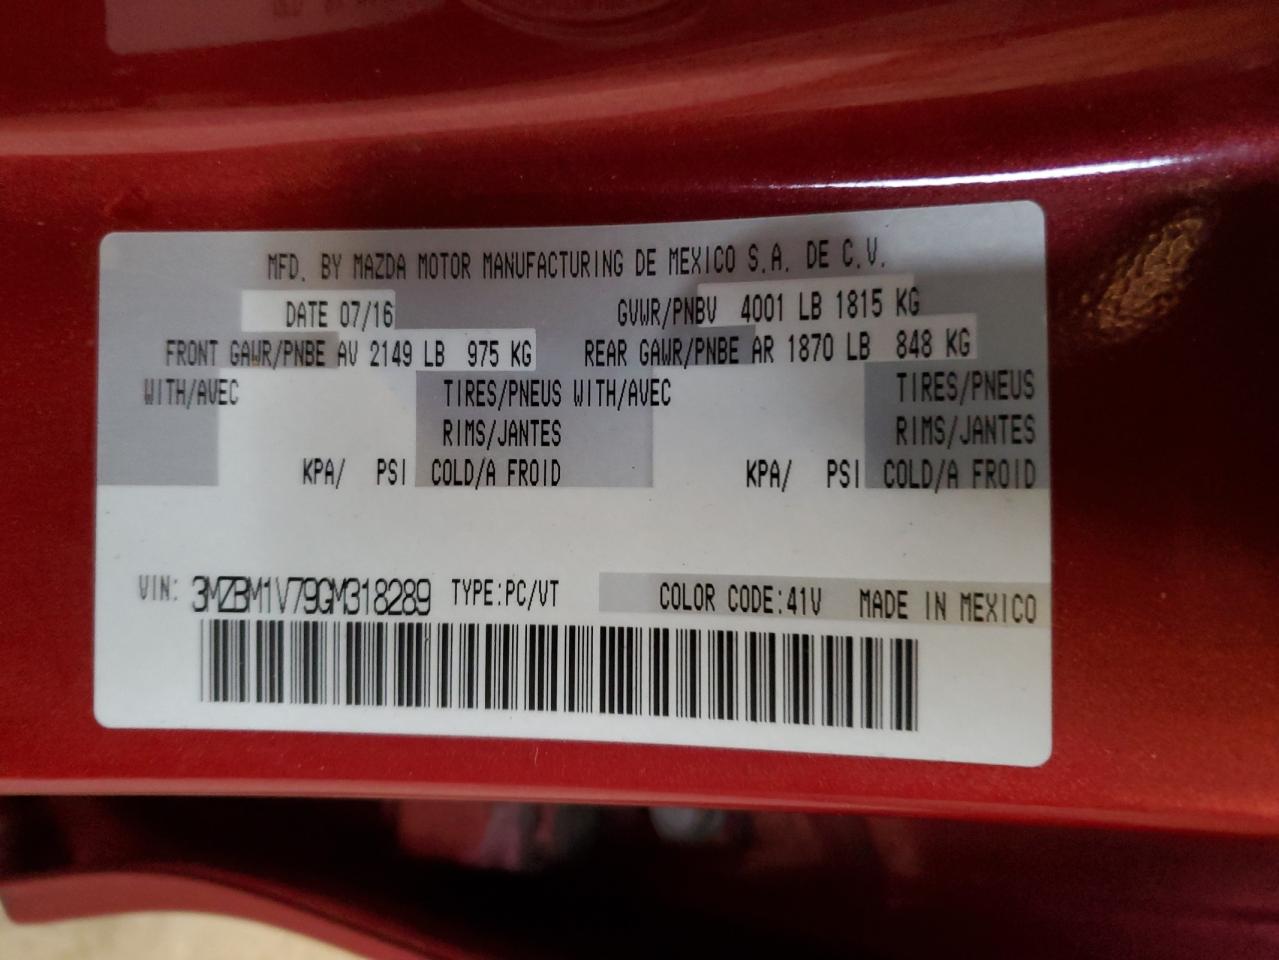 MFD. BY MAZDA MOTOR MANUFACTURING DE MEXICO S.A. DE C.V.
DATE 07/16 GVWR/PNBV 4001 LB 1815 KG
FRONT GAWR/PNBE AV 2149 LB 975 KG REAR GAWR/PNBE AR 1870 LB 848 KG
WITH/AVEC TIRES/PNEUS WITH/AVEC TIRES/PNEUS
RIMS/JANTES RIMS/JANTES
KPA/ PSI COLD/A FROID KPA/ PSI COLD/A FROID
VIN: 3MZBM1V79GM318289 TYPE:PC/VT COLOR CODE:41V MADE IN MEXICO